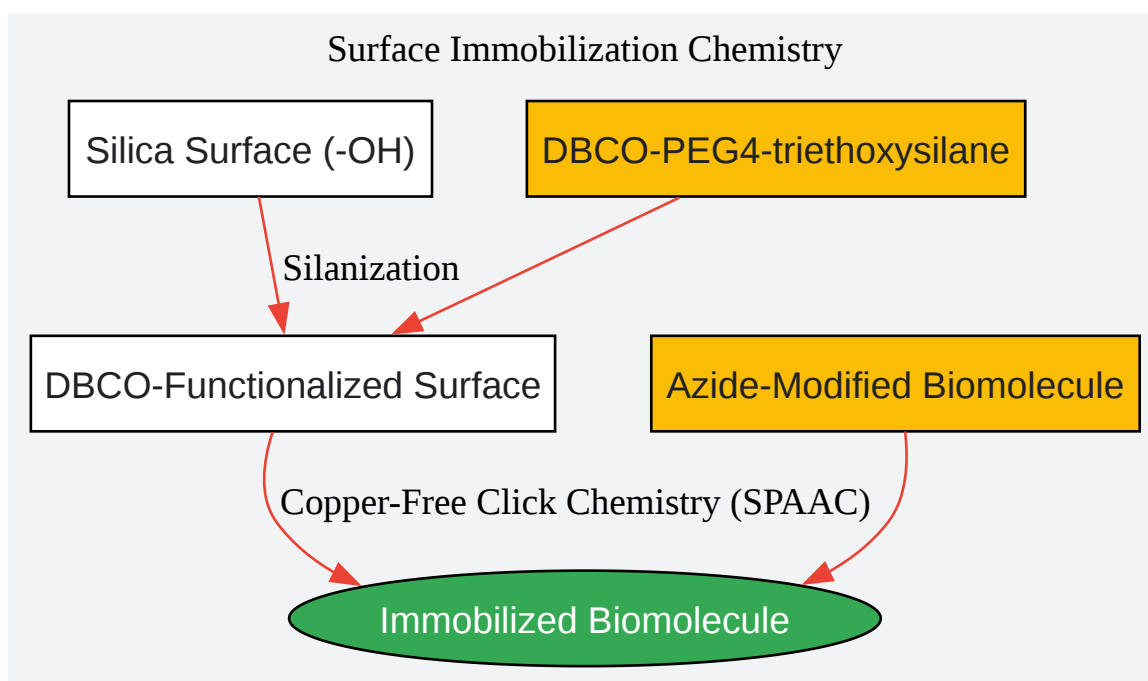 Surface Immobilization Chemistry
Silica Surface (-OH)
DBCO-PEG4-triethoxysilane
Silanization
DBCO-Functionalized Surface
Azide-Modified Biomolecule
Copper-Free Click Chemistry (SPAAC)
Immobilized Biomolecule